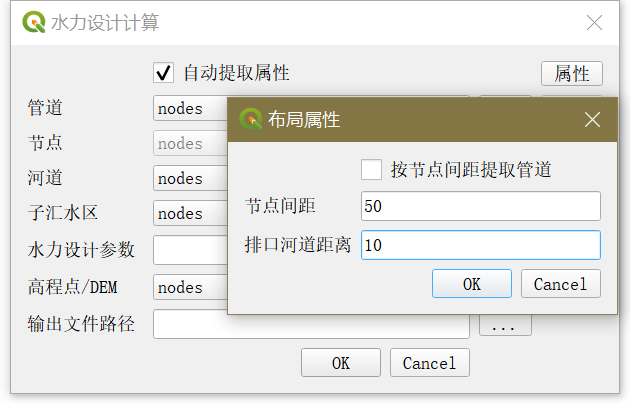 水力设计计算
自动提取属性
属性
管道
nodes
节点
nodes
河道
nodes
子汇水区
nodes
水力设计参数
高程点/DEM
nodes
输出文件路径
...
OK
Cancel
布局属性
按节点间距提取管道
节点间距
50
排口河道距离
10
OK
Cancel